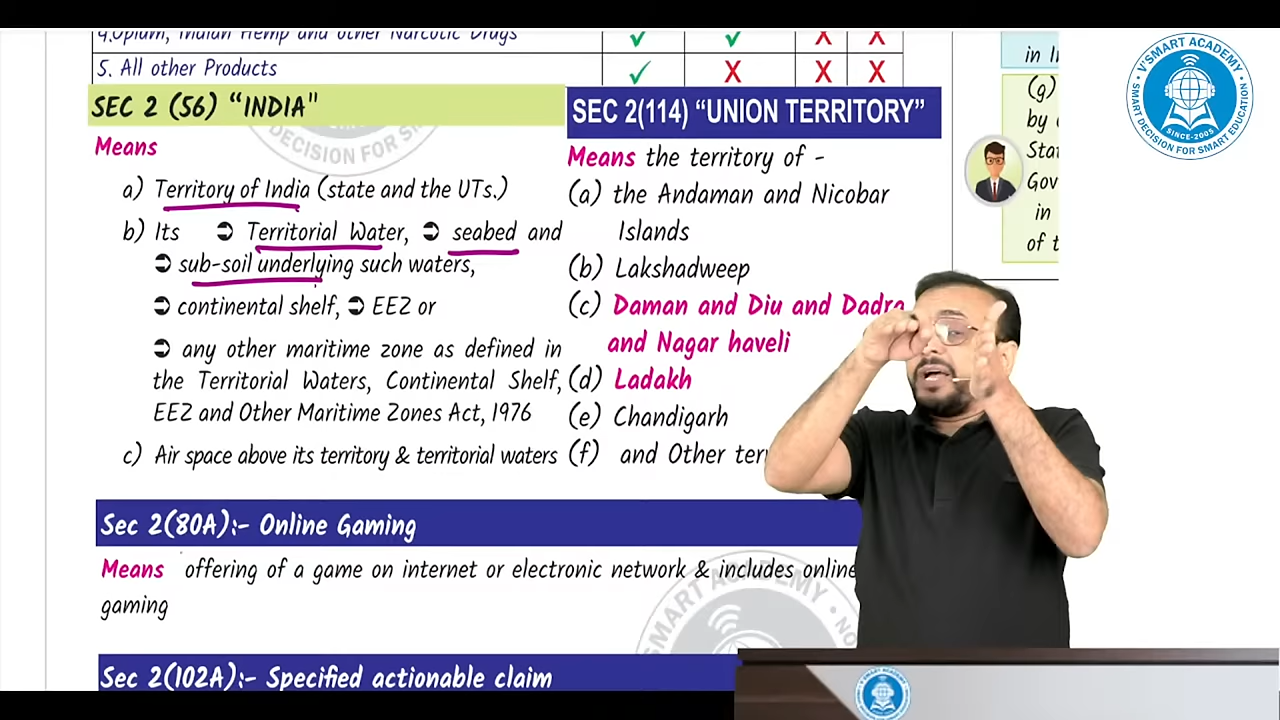 4.Opium, Indian Hemp and other Narcotic Drugs
5. All other Products
SEC 2 (56) “INDIA"
Means
a) Territory of India (state and the UTs.)
b) Its ➲ Territorial Water, ➲ seabed and
➲ sub-soil underlying such waters,
➲ continental shelf, ➲ EEZ or
➲ any other maritime zone as defined in
the Territorial Waters, Continental Shelf,
EEZ and Other Maritime Zones Act, 1976
c) Air space above its territory & territorial waters
SEC 2(114) “UNION TERRITORY”
Means the territory of -
(a) the Andaman and Nicobar
Islands
(b) Lakshadweep
(c) Daman and Diu and Dadra
and Nagar haveli
(d) Ladakh
(e) Chandigarh
(f) and Other
Sec 2(80A):- Online Gaming
Means offering of a game on internet or electronic network & includes online
gaming
Sec 2(102A):- Specified actionable claim
in
(g)
by
in
of
V'SMART ACADEMY
SMART DECISION FOR SMART EDUCATION
SINCE-2005
DECISION FOR
SMART ACADEMY